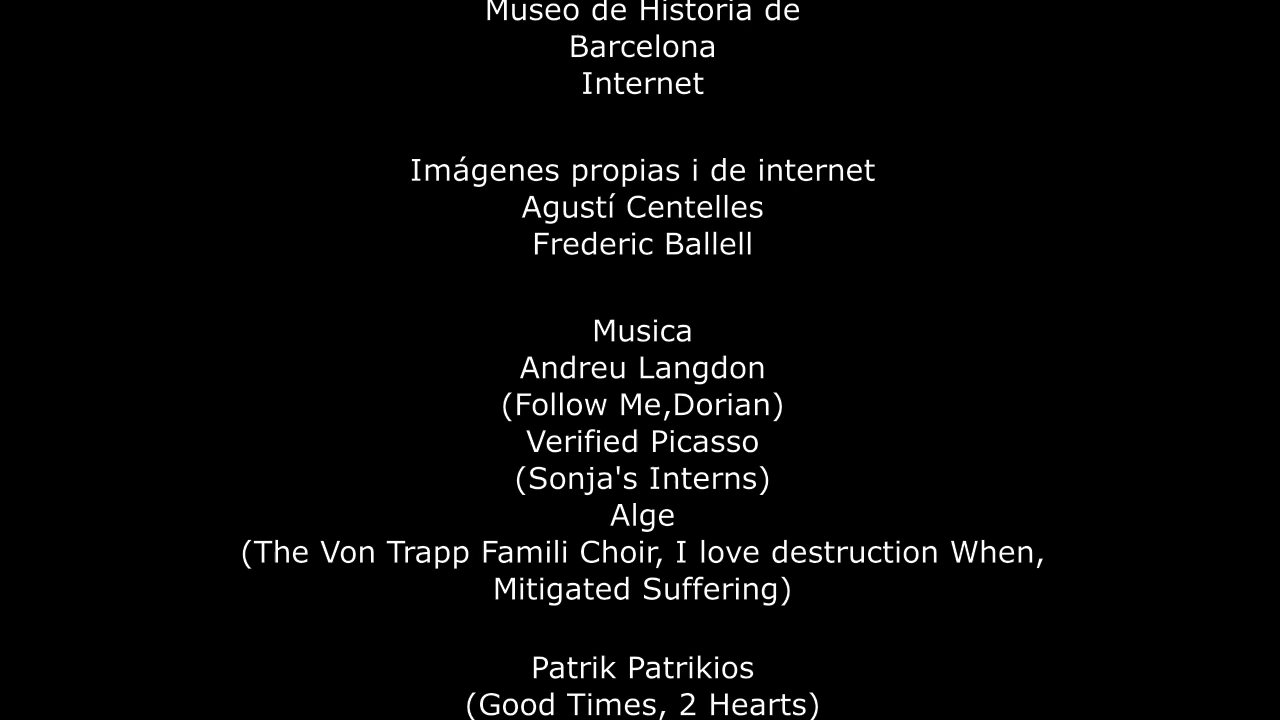 Museo de Historia de
Barcelona
Internet
Imágenes propias i de internet
Agustí Centelles
Frederic Ballell
Musica
Andreu Langdon
(Follow Me,Dorian)
Verified Picasso
(Sonja's Interns)
Alge
(The Von Trapp Famili Choir, I love destruction When,
Mitigated Suffering)
Patrik Patrikios
(Good Times, 2 Hearts)